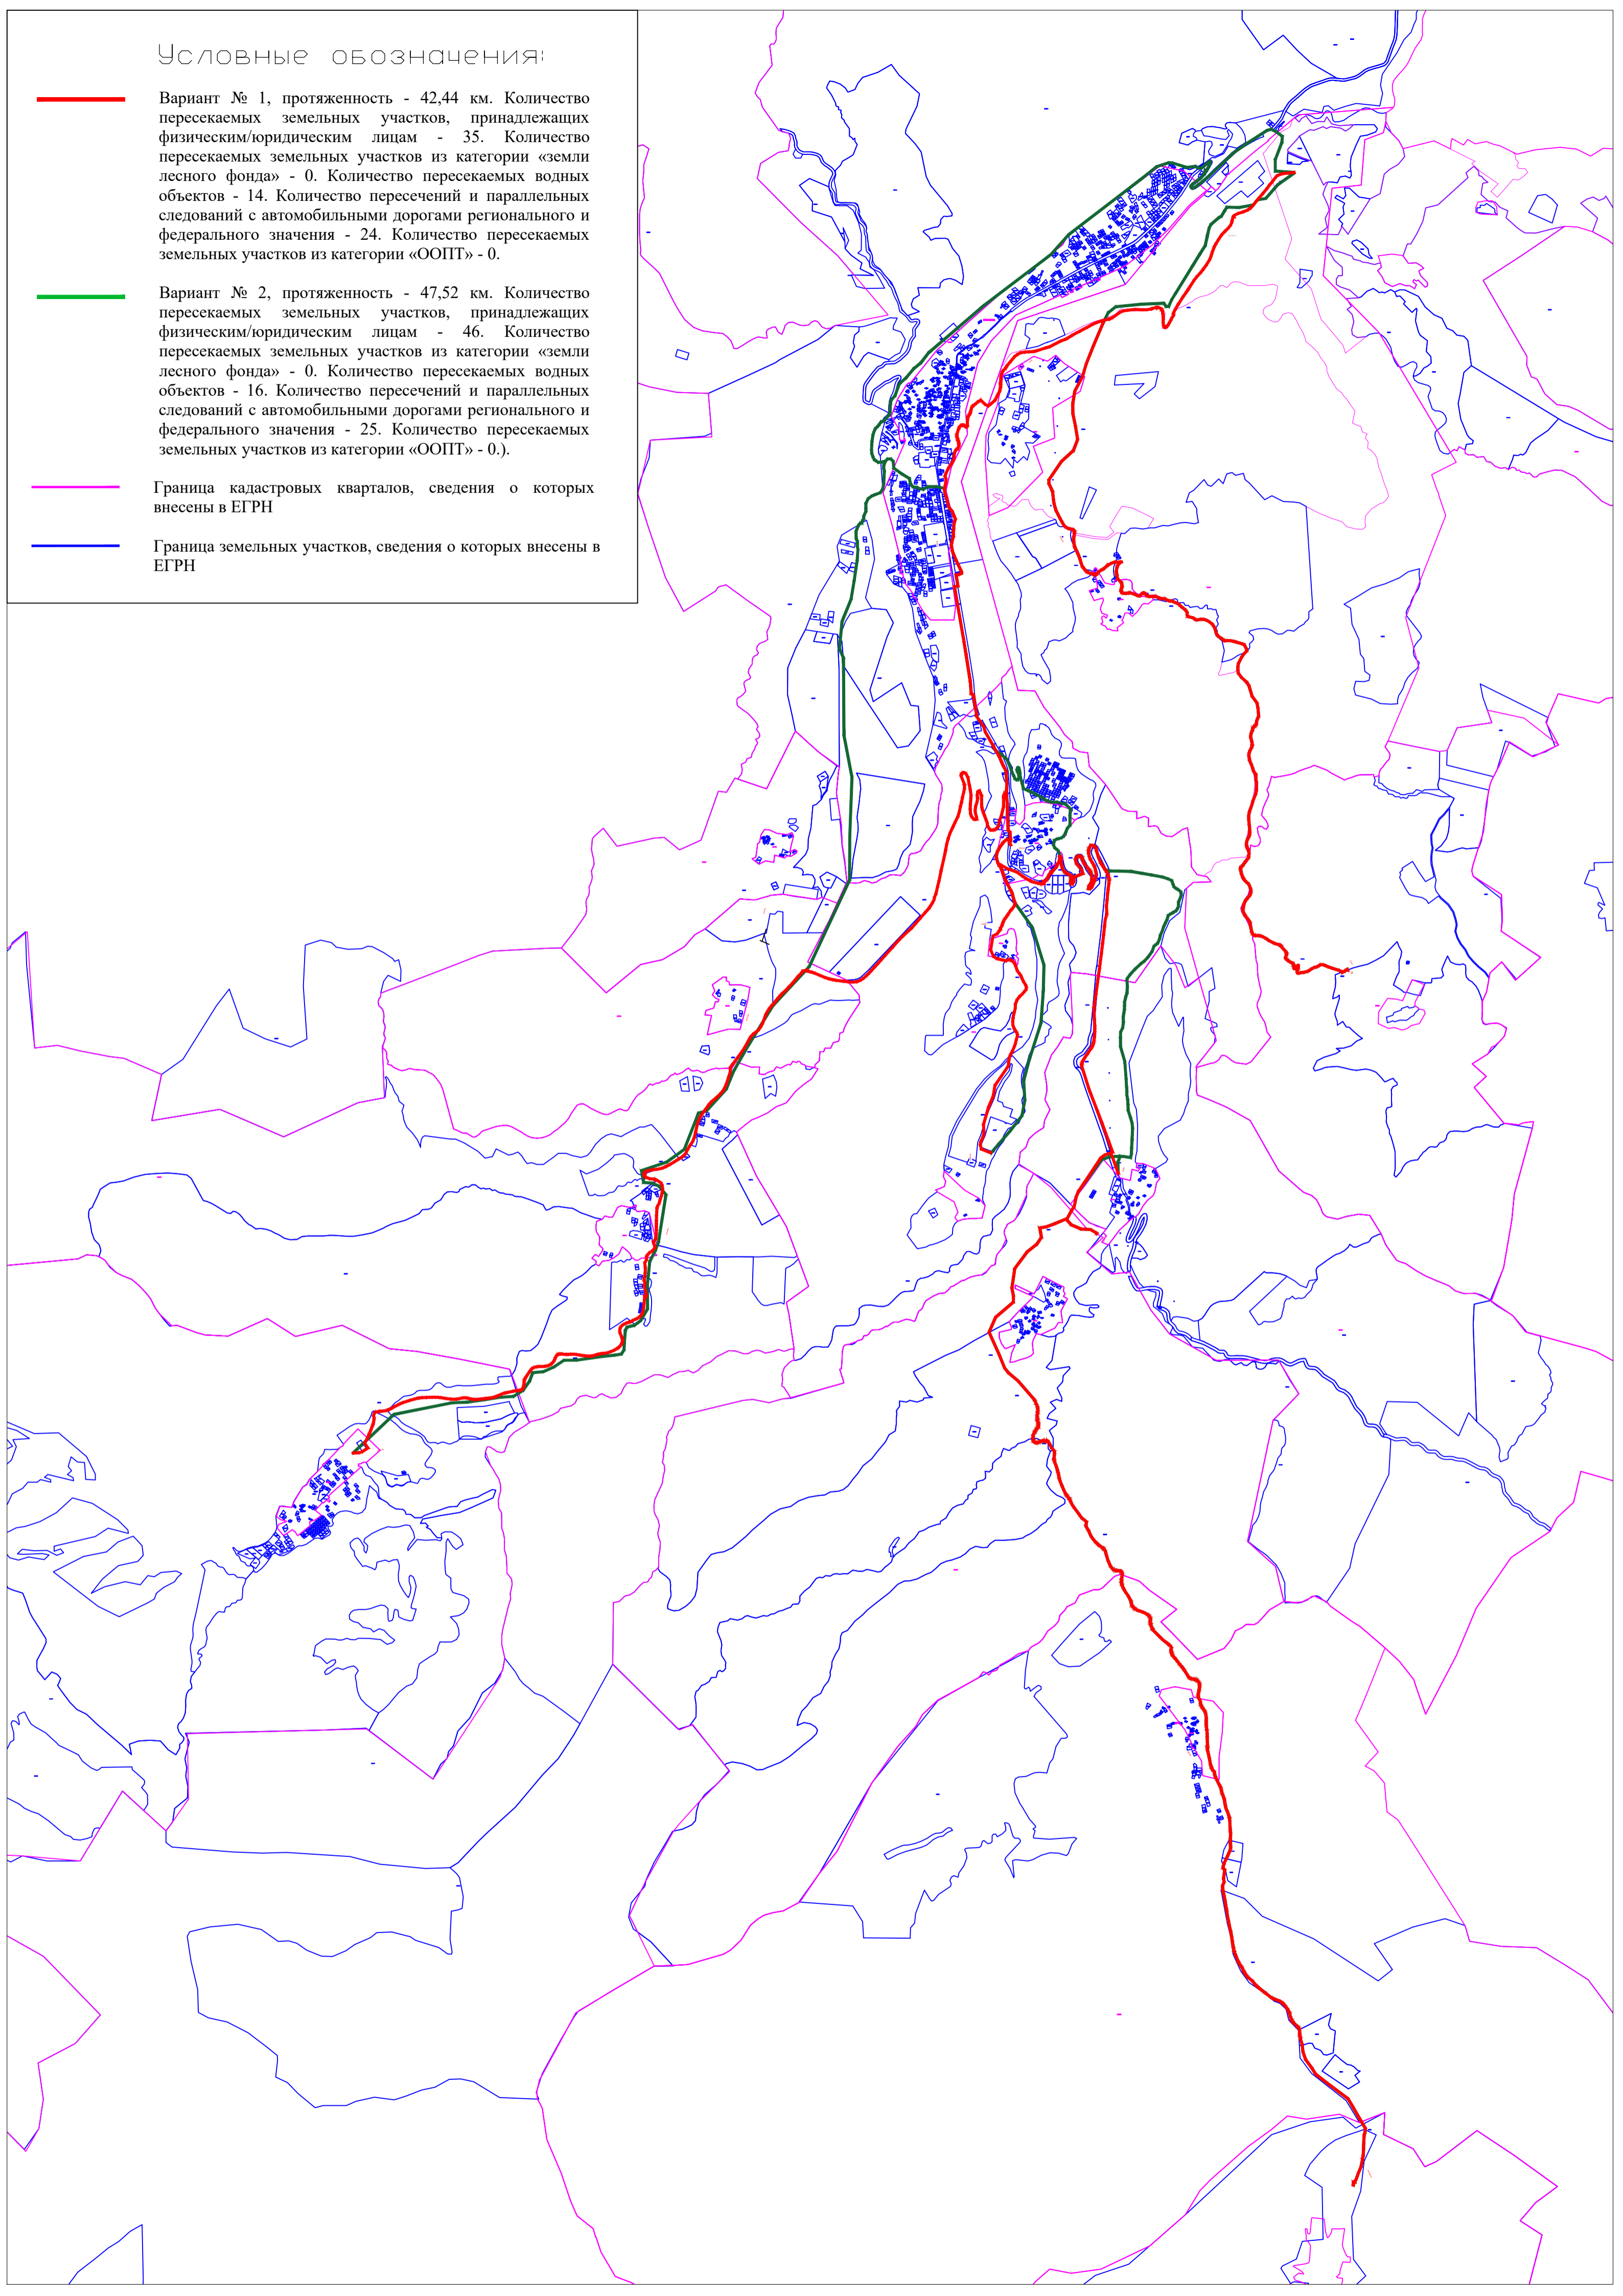 Условные обозначения:
Вариант № 1, протяженность - 42,44 км. Количество
пересекаемых земельных участков, принадлежащих
физическим/юридическим лицам - 35. Количество
пересекаемых земельных участков из категории «земли
лесного фонда» - 0. Количество пересекаемых водных
объектов - 14. Количество пересечений и параллельных
следований с автомобильными дорогами регионального и
федерального значения - 24. Количество пересекаемых
земельных участков из категории «ООПТ» - 0.
Вариант № 2, протяженность - 47,52 км. Количество
пересекаемых земельных участков, принадлежащих
физическим/юридическим лицам - 46. Количество
пересекаемых земельных участков из категории «земли
лесного фонда» - 0. Количество пересекаемых водных
объектов - 16. Количество пересечений и параллельных
следований с автомобильными дорогами регионального и
федерального значения - 25. Количество пересекаемых
земельных участков из категории «ООПТ» - 0.).
Граница кадастровых кварталов, сведения о которых
внесены в ЕГРН
Граница земельных участков, сведения о которых внесены в
ЕГРН